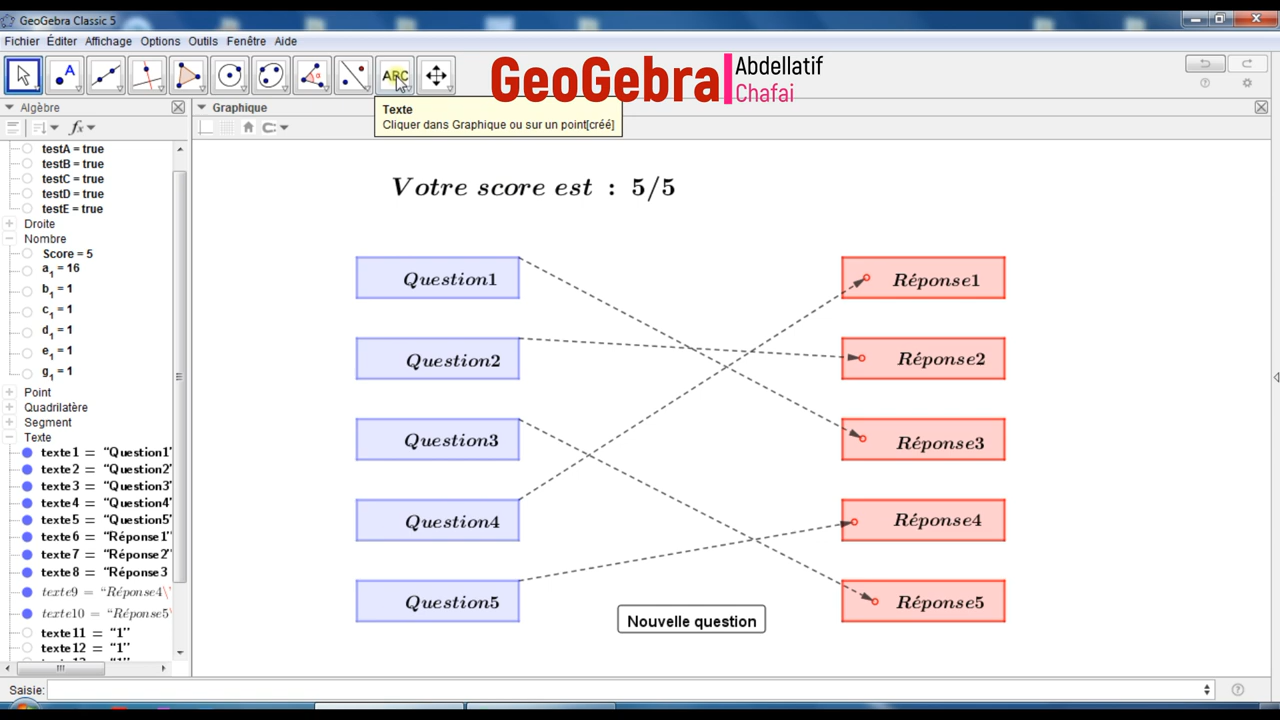 GeoGebra Classic 5
Fichier Éditer Affichage Options Outils Fenêtre Aide
A
ABC
GeoGebra
Abdellatif
Chafai
Algèbre
Graphique
Texte
Cliquer dans Graphique ou sur un point[créé]
fx
testA = true
testB = true
testC = true
testD = true
testE = true
Droite
Nombre
Score = 5
a1 = 16
b1 = 1
c1 = 1
d1 = 1
e1 = 1
g1 = 1
Point
Quadrilatère
Segment
Texte
texte1 = “Question1”
texte2 = “Question2”
texte3 = “Question3”
texte4 = “Question4”
texte5 = “Question5”
texte6 = “Réponse1”
texte7 = “Réponse2”
texte8 = “Réponse3
texte9 = “Réponse4\
texte10 = “Réponse5\
texte11 = “1”
texte12 = “1”
Votre score est : 5/5
Question1
Réponse1
Question2
Réponse2
Question3
Réponse3
Question4
Réponse4
Question5
Réponse5
Nouvelle question
Saisie: